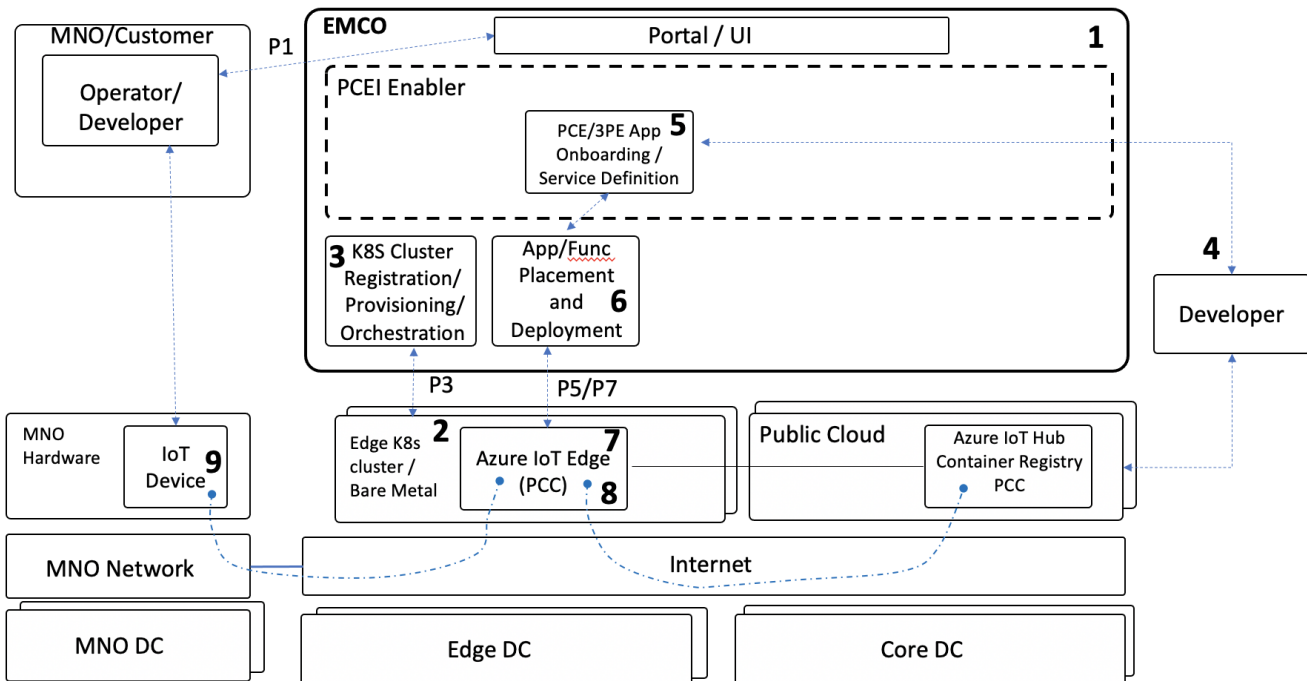 MNO/Customer
Operator/
Developer
P1
EMCO
Portal / UI
1
PCEI Enabler
PCE/3PE App
Onboarding /
Service Definition
5
3
K8S Cluster
Registration/
Provisioning/
Orchestration
App/Func
Placement
and
Deployment
6
4
Developer
P3
P5/P7
MNO
Hardware
IoT
Device
9
Edge K8s
cluster /
Bare Metal
2
Azure IoT Edge
(PCC)
7
8
Public Cloud
Azure IoT Hub
Container Registry
PCC
MNO Network
Internet
MNO DC
Edge DC
Core DC